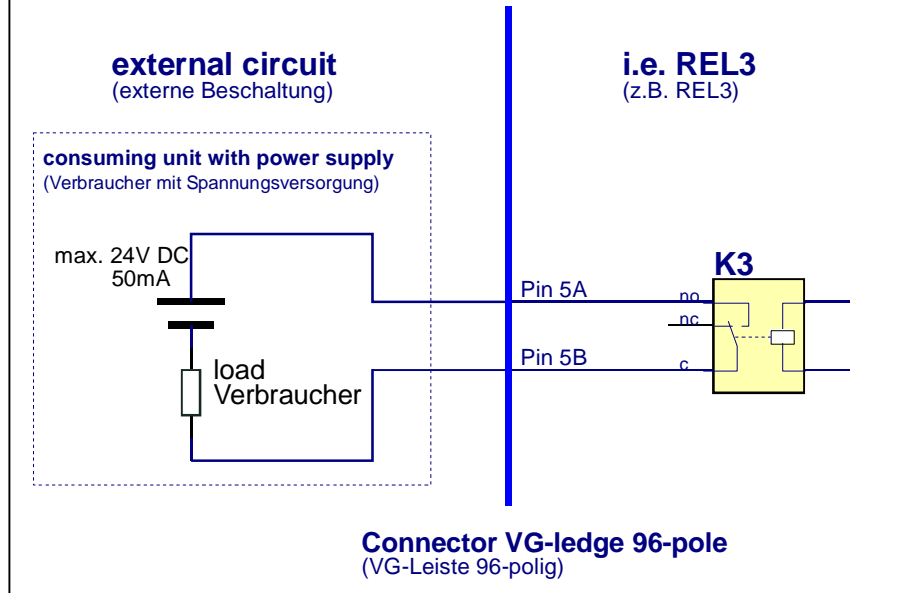 external circuit
(externe Beschaltung)
i.e. REL3
(z.B. REL3)
consuming unit with power supply
(Verbraucher mit Spannungsversorgung)
max. 24V DC
50mA
load
Verbraucher
Pin 5A
Pin 5B
K3
no
nc
c
Connector VG-ledge 96-pole
(VG-Leiste 96-polig)